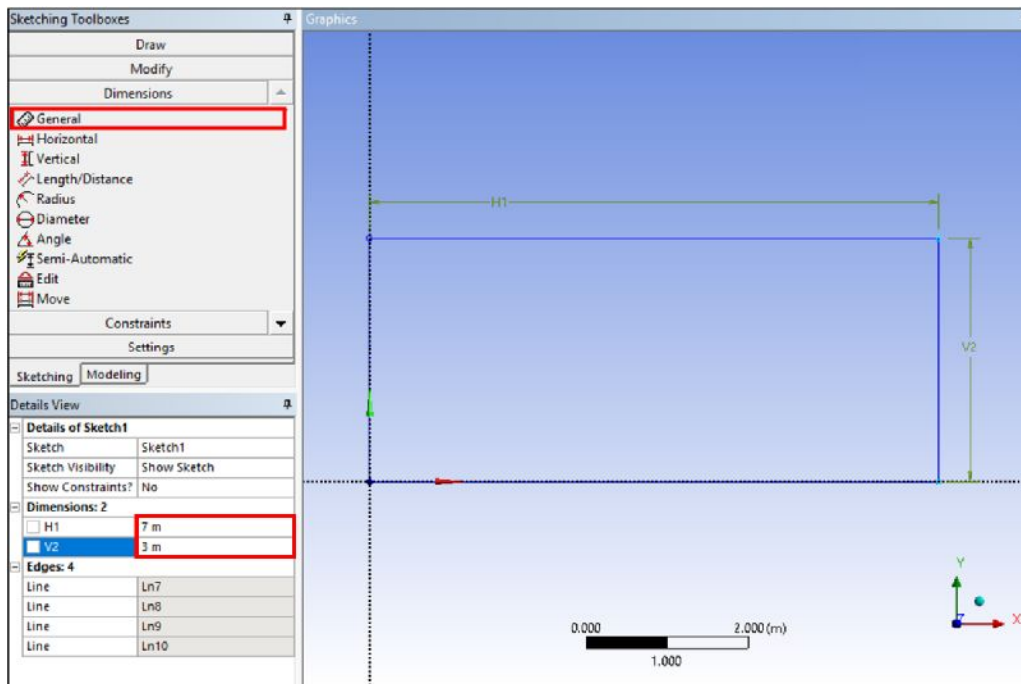 Sketching Toolboxes
Draw
Modify
Dimensions
General
Horizontal
Vertical
Length/Distance
Radius
Diameter
Angle
Semi-Automatic
Edit
Move
Constraints
Settings
Sketching Modeling
Details View
Details of Sketch1
Sketch Sketch1
Sketch Visibility Show Sketch
Show Constraints? No
Dimensions: 2
H1 7 m
V2 3 m
Edges: 4
Line Ln7
Line Ln8
Line Ln9
Line Ln10
Graphics
H1
V2
0.000 2.000 (m)
1.000
Y
Z X